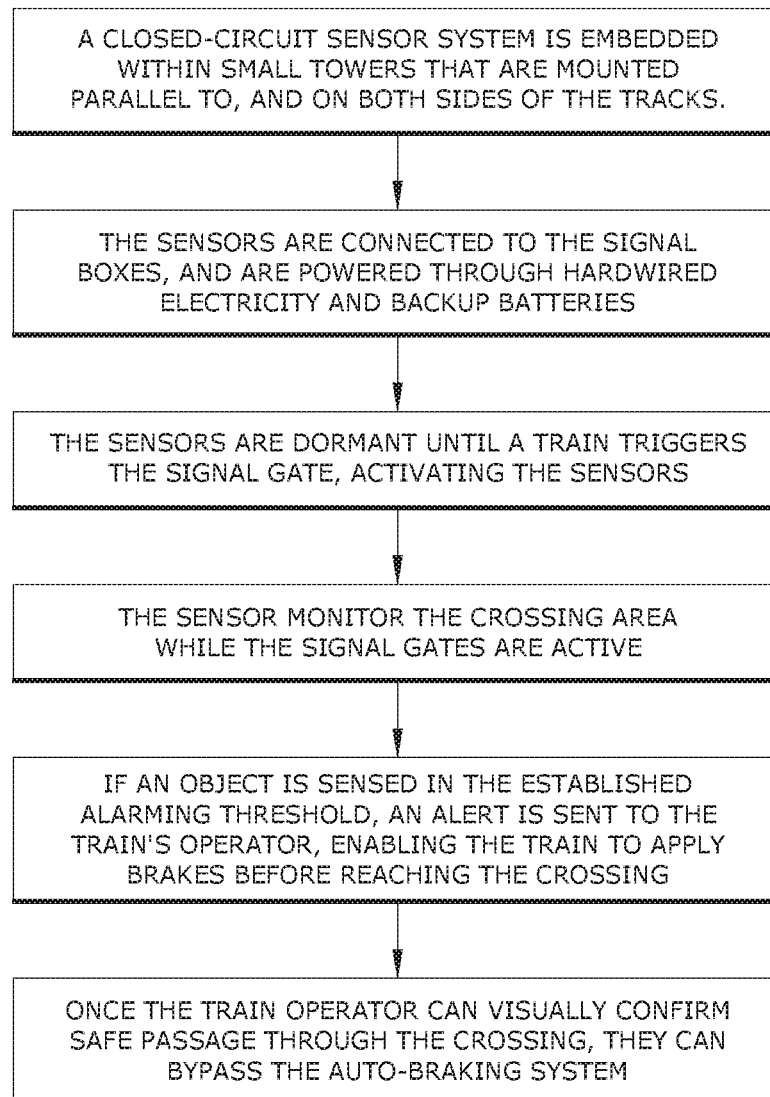 A CLOSED-CIRCUIT SENSOR SYSTEM IS EMBEDDED
WITHIN SMALL TOWERS THAT ARE MOUNTED
PARALLEL TO, AND ON BOTH SIDES OF THE TRACKS.
THE SENSORS ARE CONNECTED TO THE SIGNAL
BOXES, AND ARE POWERED THROUGH HARDWIRED
ELECTRICITY AND BACKUP BATTERIES
THE SENSORS ARE DORMANT UNTIL A TRAIN TRIGGERS
THE SIGNAL GATE, ACTIVATING THE SENSORS
THE SENSOR MONITOR THE CROSSING AREA
WHILE THE SIGNAL GATES ARE ACTIVE
IF AN OBJECT IS SENSED IN THE ESTABLISHED
ALARMING THRESHOLD, AN ALERT IS SENT TO THE
TRAIN'S OPERATOR, ENABLING THE TRAIN TO APPLY
BRAKES BEFORE REACHING THE CROSSING
ONCE THE TRAIN OPERATOR CAN VISUALLY CONFIRM
SAFE PASSAGE THROUGH THE CROSSING, THEY CAN
BYPASS THE AUTO-BRAKING SYSTEM